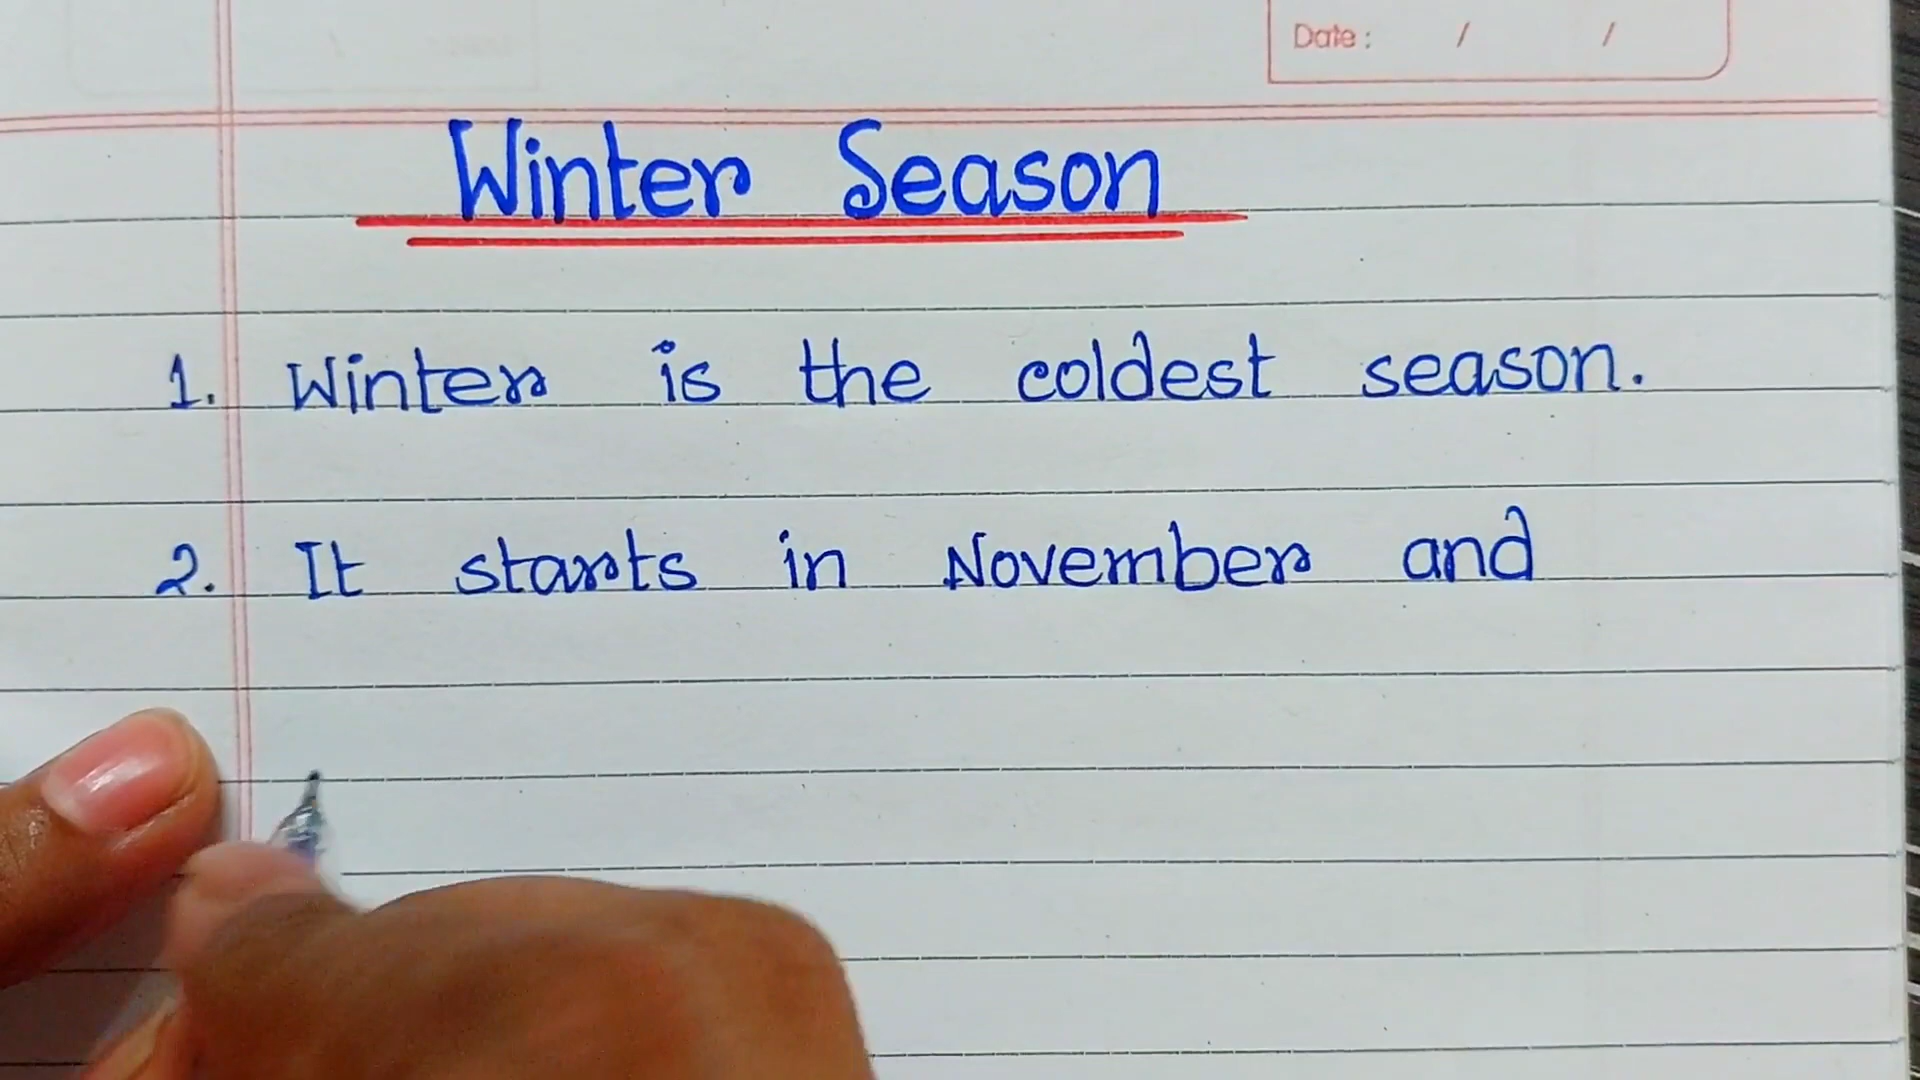 Date: / /
Winter Season
1. Winter is the coldest season.
2. It starts in November and